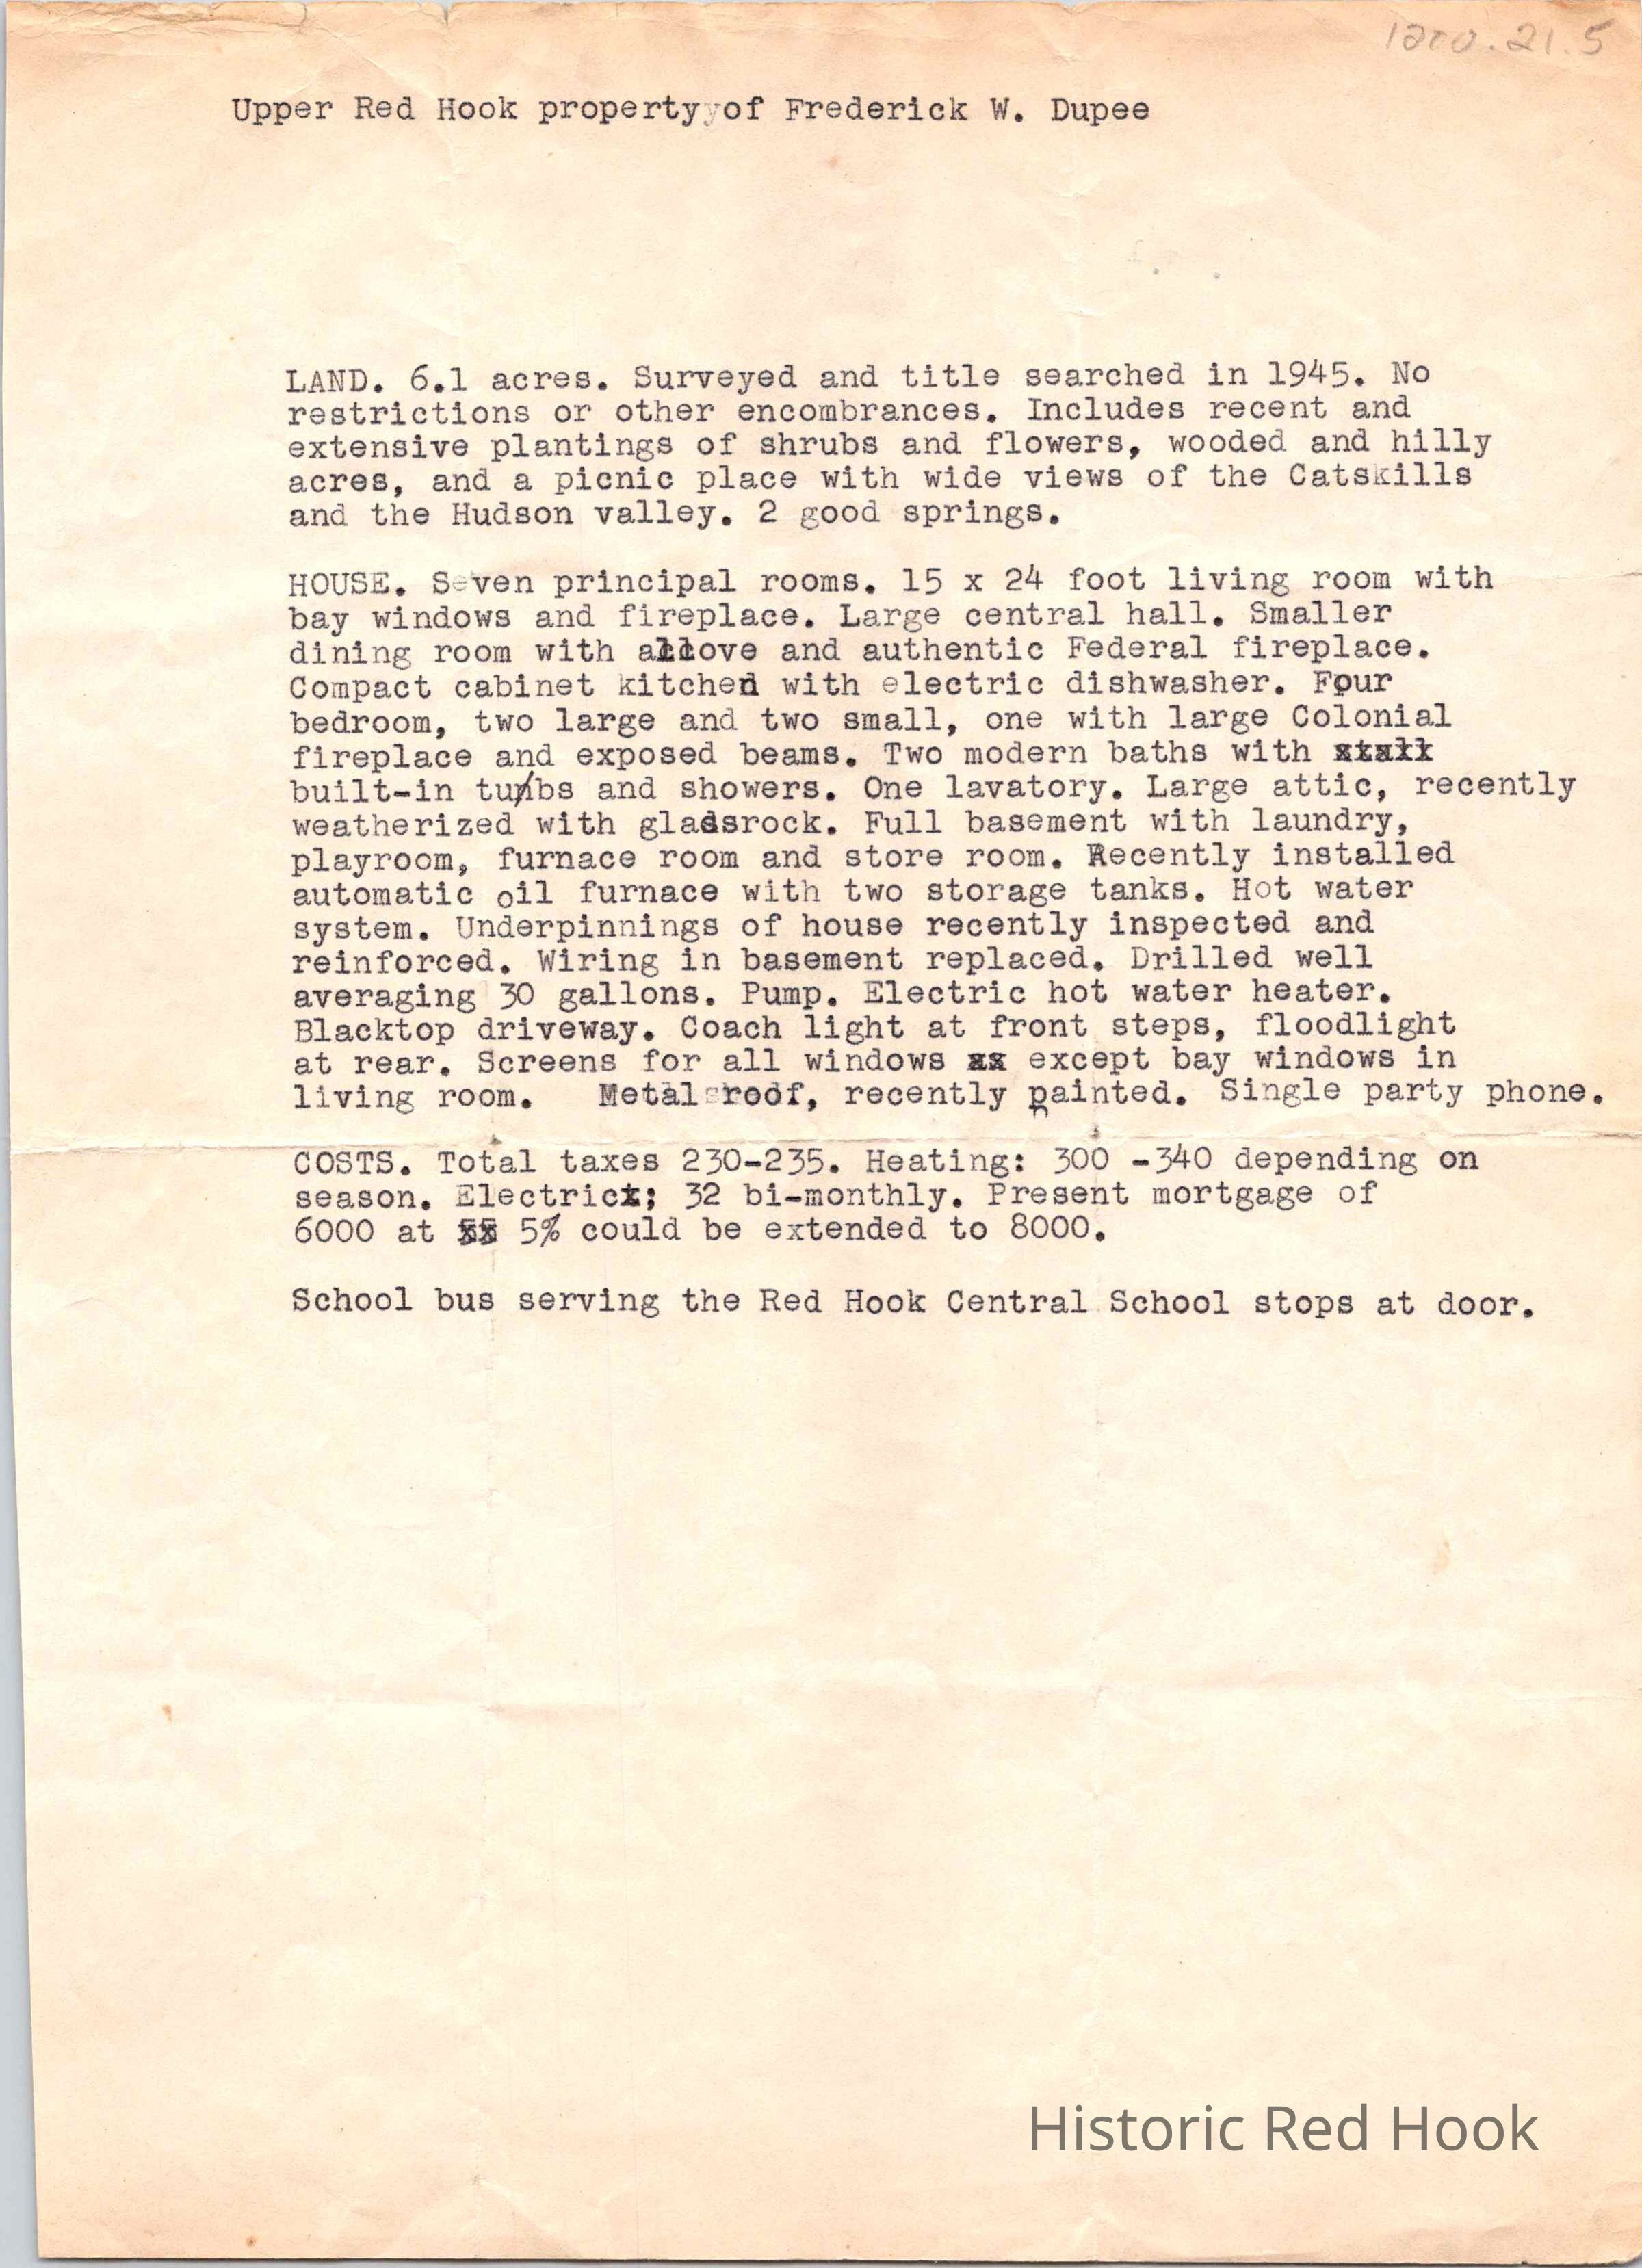 1200.21.5
Upper Red Hook property of Frederick W. Dupee
LAND. 6.1 acres. Surveyed and title searched in 1945. No
restrictions or other encombrances. Includes recent and
extensive plantings of shrubs and flowers, wooded and hilly
acres, and a picnic place with wide views of the Catskills
and the Hudson valley. 2 good springs.
HOUSE. Seven principal rooms. 15 x 24 foot living room with
bay windows and fireplace. Large central hall. Smaller
dining room with alcove and authentic Federal fireplace.
Compact cabinet kitchen with electric dishwasher. Four
bedroom, two large and two small, one with large Colonial
fireplace and exposed beams. Two modern baths with
built-in tubs and showers. One lavatory. Large attic, recently
weatherized with glassrock. Full basement with laundry,
playroom, furnace room and store room. Recently installed
automatic oil furnace with two storage tanks. Hot water
system. Underpinnings of house recently inspected and
reinforced. Wiring in basement replaced. Drilled well
averaging 30 gallons. Pump. Electric hot water heater.
Blacktop driveway. Coach light at front steps, floodlight
at rear. Screens for all windows except bay windows in
living room. Metal roof, recently painted. Single party phone.
COSTS. Total taxes 230-235. Heating: 300 -340 depending on
season. Electric; 32 bi-monthly. Present mortgage of
6000 at 5% could be extended to 8000.
School bus serving the Red Hook Central School stops at door.
Historic Red Hook